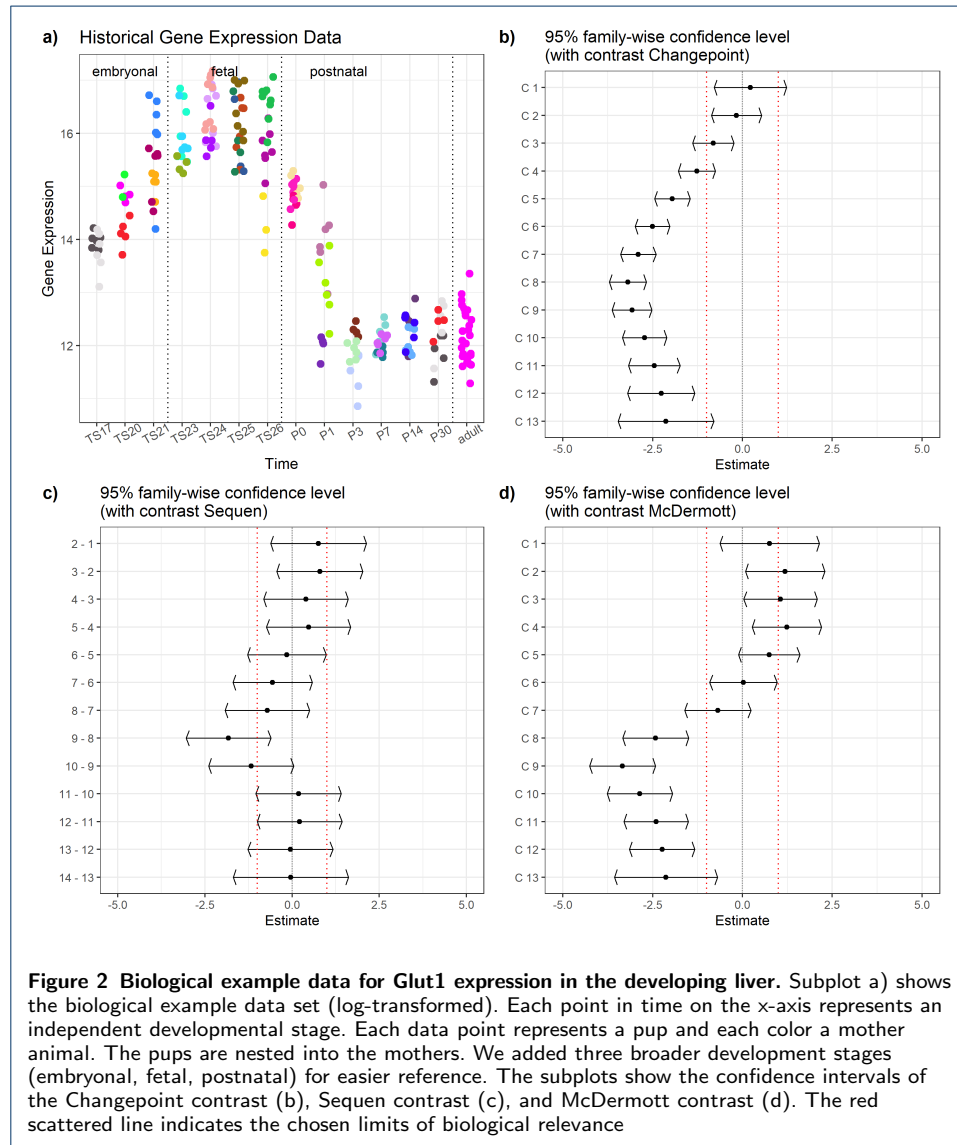 a) Historical Gene Expression Data
embryonal fetal postnatal
Gene Expression
16
14
12
TS17 TS20 TS21 TS23 TS24 TS25 TS26 P0 P1 P3 P7 P14 P30 adult
Time
b) 95% family-wise confidence level
(with contrast Changepoint)
C 1
C 2
C 3
C 4
C 5
C 6
C 7
C 8
C 9
C 10
C 11
C 12
C 13
-5.0 -2.5 0.0 2.5 5.0
Estimate
c) 95% family-wise confidence level
(with contrast Sequen)
2 - 1
3 - 2
4 - 3
5 - 4
6 - 5
7 - 6
8 - 7
9 - 8
10 - 9
11 - 10
12 - 11
13 - 12
14 - 13
-5.0 -2.5 0.0 2.5 5.0
Estimate
d) 95% family-wise confidence level
(with contrast McDermott)
C 1
C 2
C 3
C 4
C 5
C 6
C 7
C 8
C 9
C 10
C 11
C 12
C 13
-5.0 -2.5 0.0 2.5 5.0
Estimate
Figure 2 Biological example data for Glut1 expression in the developing liver. Subplot a) shows
the biological example data set (log-transformed). Each point in time on the x-axis represents an
independent developmental stage. Each data point represents a pup and each color a mother
animal. The pups are nested into the mothers. We added three broader development stages
(embryonal, fetal, postnatal) for easier reference. The subplots show the confidence intervals of
the Changepoint contrast (b), Sequen contrast (c), and McDermott contrast (d). The red
scattered line indicates the chosen limits of biological relevance